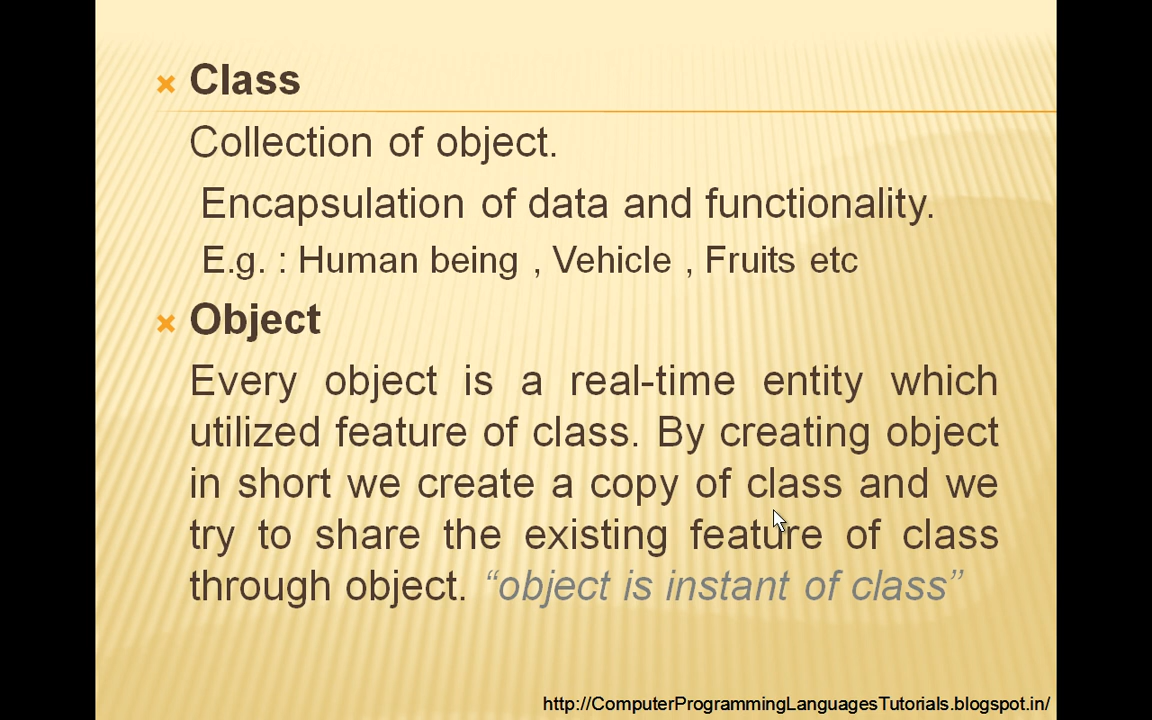 Class
Collection of object.
Encapsulation of data and functionality.
E.g. : Human being , Vehicle , Fruits etc
Object
Every object is a real-time entity which
utilized feature of class. By creating object
in short we create a copy of class and we
try to share the existing feature of class
through object. “object is instant of class”
http://ComputerProgrammingLanguagesTutorials.blogspot.in/